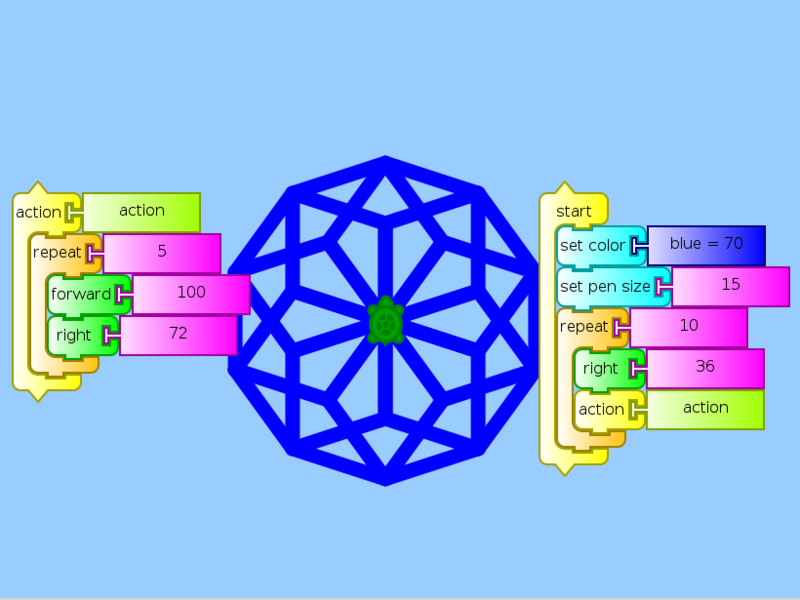 action action
repeat 5
forward 100
right 72
start
set color blue = 70
set pen size 15
repeat 10
right 36
action action